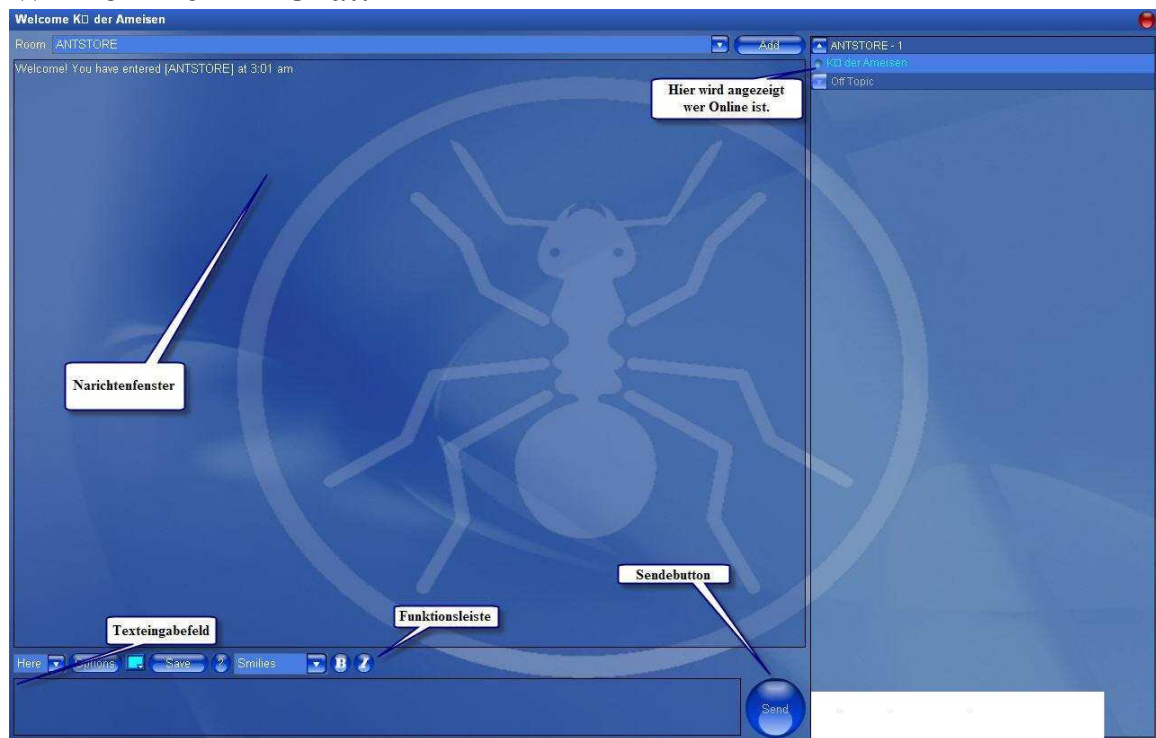 Welcome K□ der Ameisen
Room ANTSTORE Add
Welcome! You have entered [ANTSTORE] at 3:01 am
ANTSTORE - 1
K□ der Ameisen
Off Topic
Hier wird angezeigt
wer Online ist.
Narichtenfenster
Sendebutton
Funktionsleiste
Texteingabefeld
Here Options Save ? Smilies B I
Send